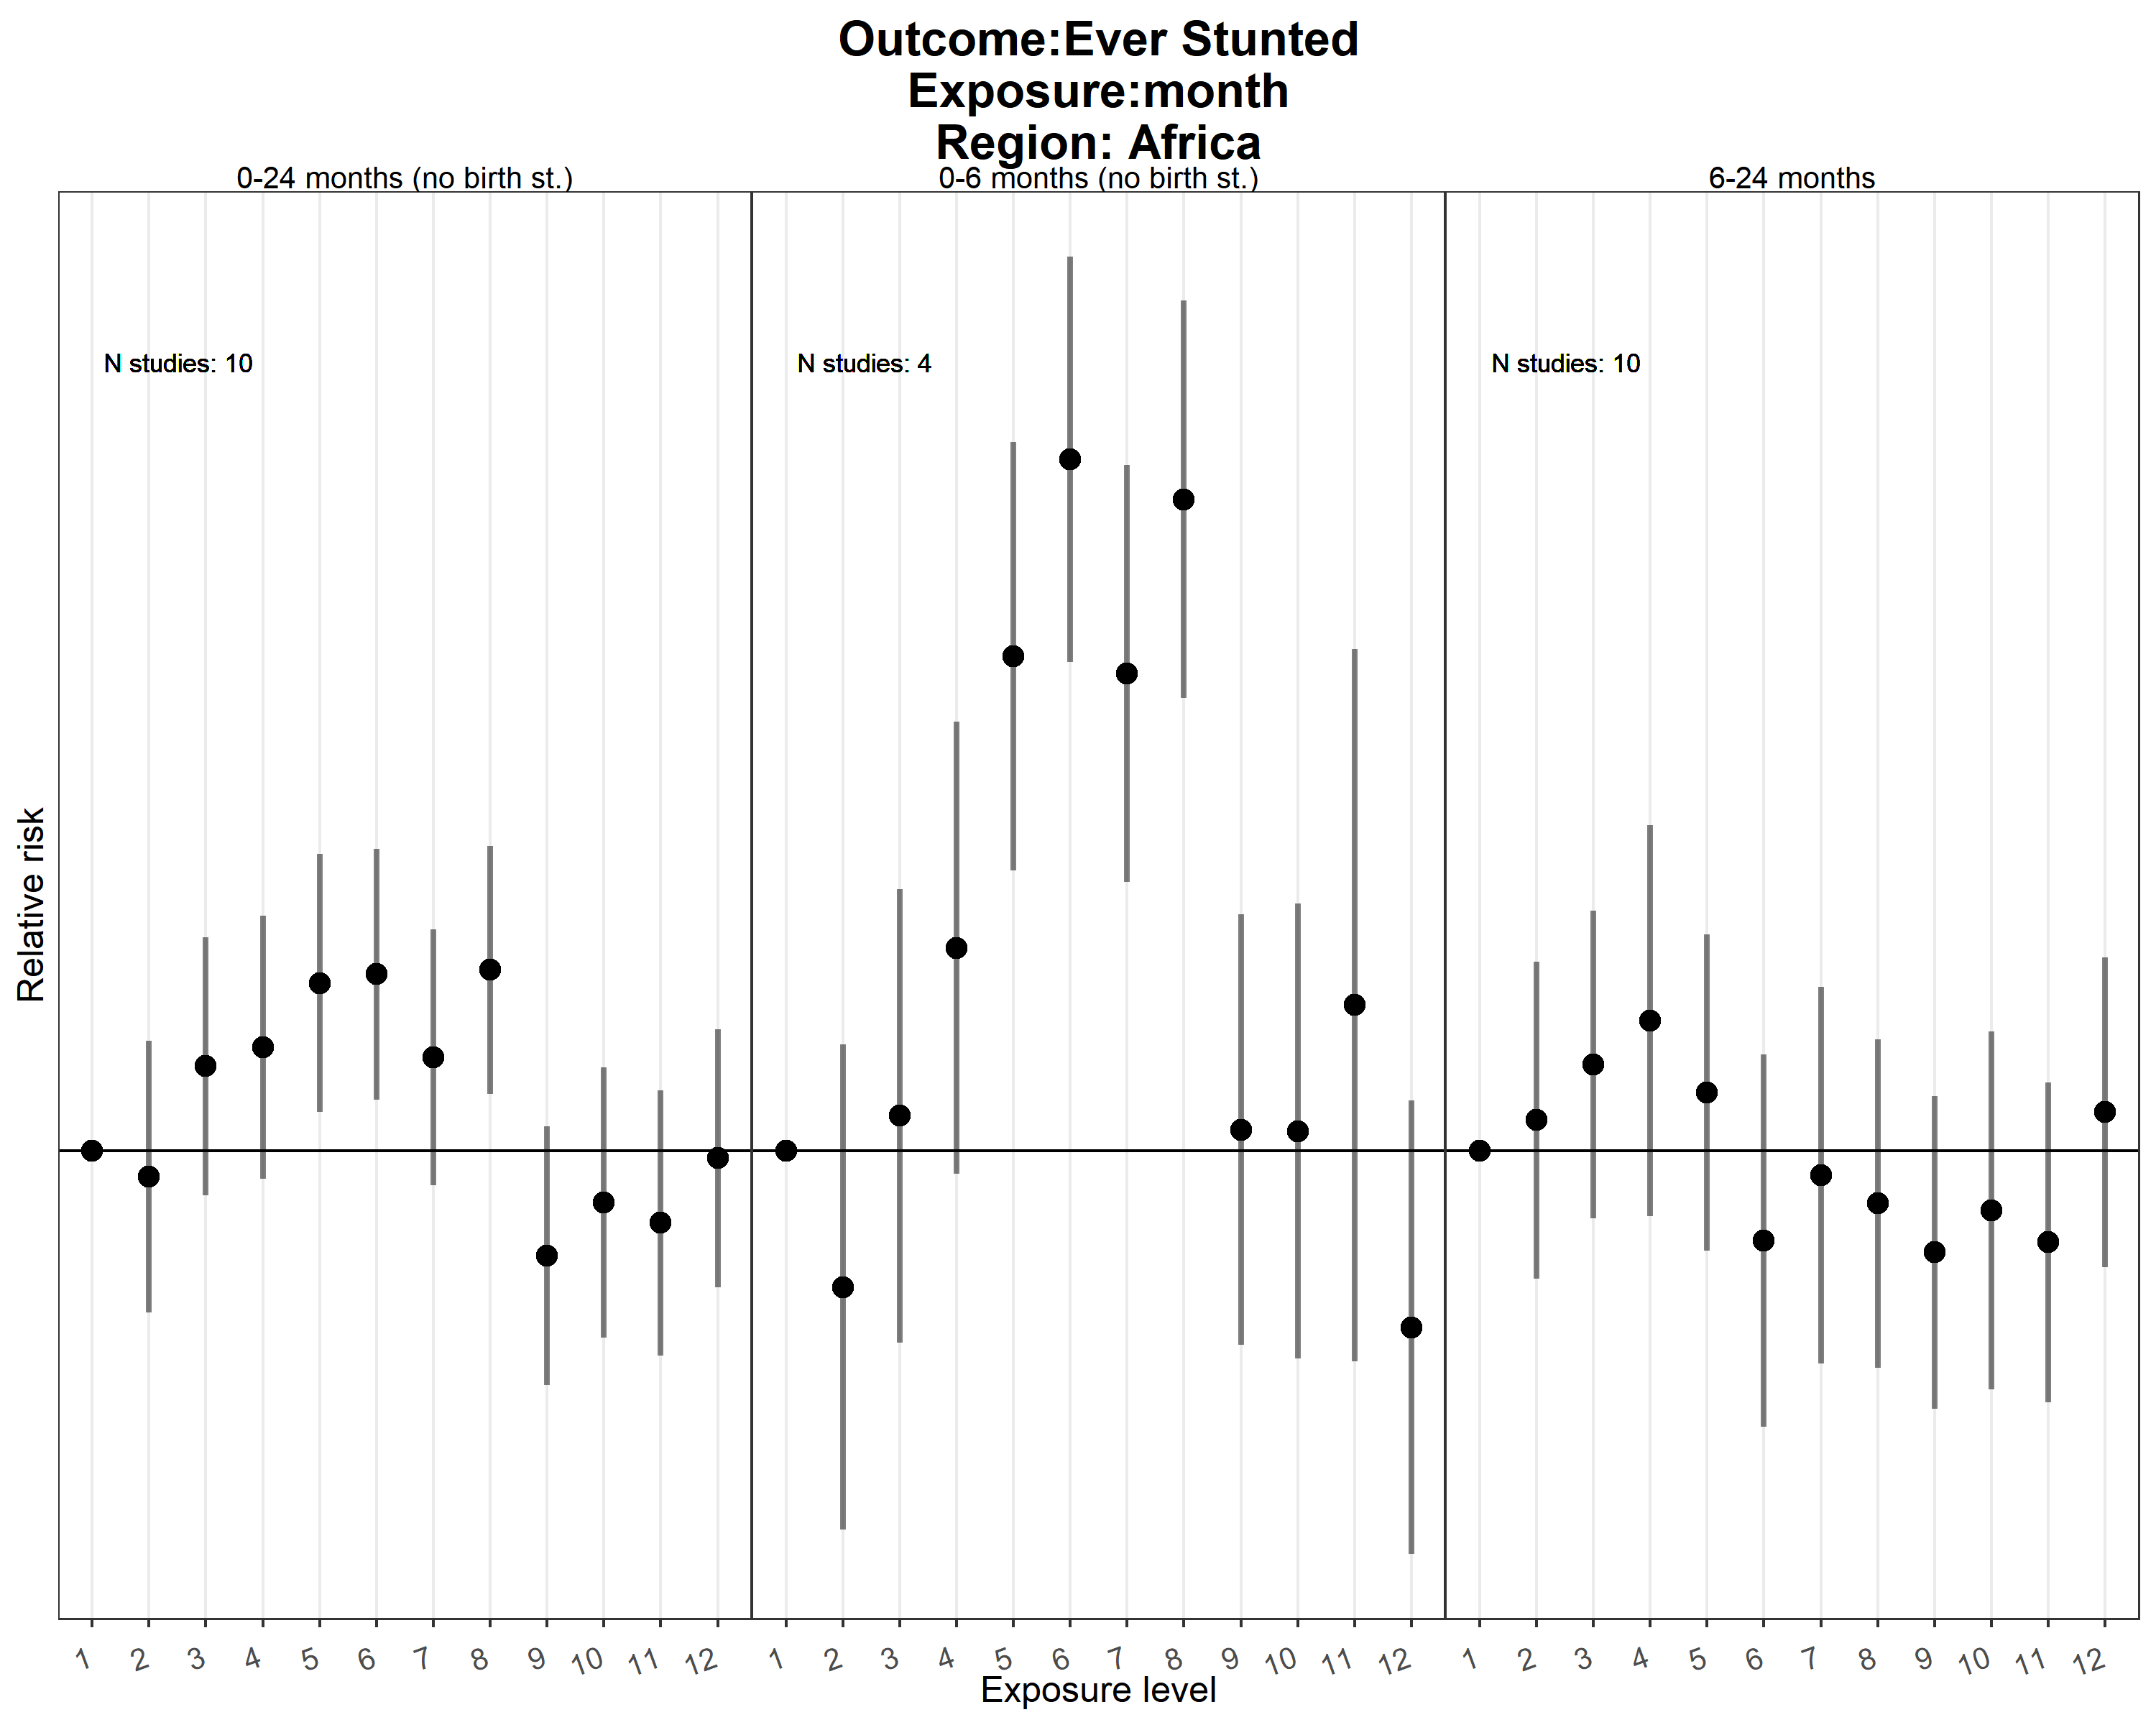 Outcome:Ever Stunted
Exposure:month
Region: Africa
0-24 months (no birth st.)
0-6 months (no birth st.)
6-24 months
N studies: 10
N studies: 4
N studies: 10
Relative risk
1 2 3 4 5 6 7 8 9 10 11 12 1 2 3 4 5 6 7 8 9 10 11 12 1 2 3 4 5 6 7 8 9 10 11 12
Exposure level